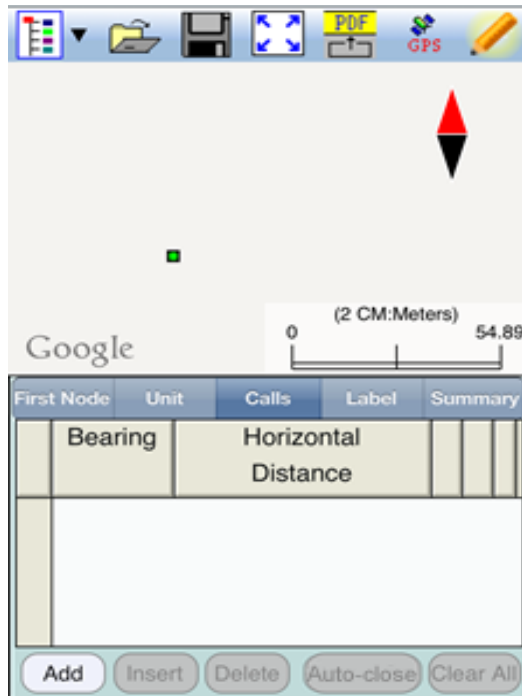 PDF
GPS
(2 CM:Meters)
0 54.89
Google
First Node Unit Calls Label Summary
Bearing Horizontal
Distance
Add Insert Delete Auto-close Clear All